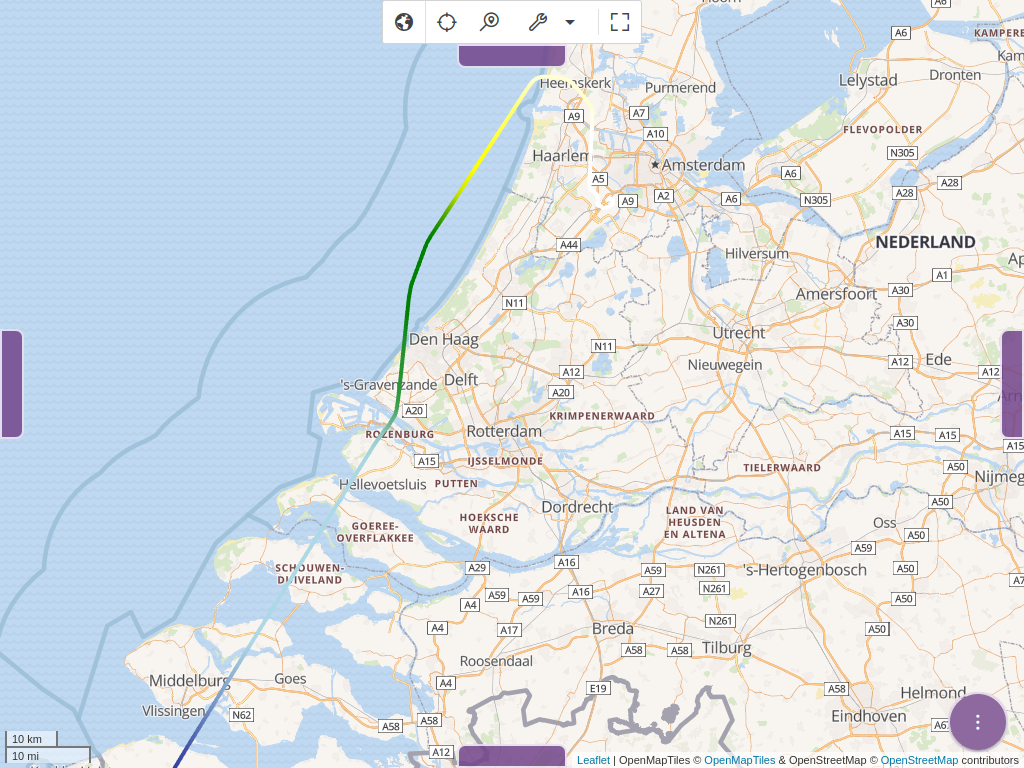 A6
KAMPERE
A6
Kam
Lelystad
Dronten
Heemskerk
Purmerend
A9
A7
FLEVOPOLDER
A10
N305
Haarlem
Amsterdam
A6
A5
A28
A9
A2
A6
N305
A28
A44
NEDERLAND
Hilversum
Ap
A1
A30
Amersfoort
N11
A30
Utrecht
Den Haag
N11
Ede
Nieuwegein
A12
A12
A12
's-Gravenzande
Delft
A20
A20
KRIMPENERWAARD
Rotterdam
ROZENBURG
A15
A15
A15
A15
IJSSELMONDE
TIELERWAARD
A50
Nijmeg
Hellevoetsluis
PUTTEN
A50
Dordrecht
LAND VAN
HEUSDEN
EN ALTENA
HOEKSCHE
WAARD
GOEREE-
OVERFLAKKEE
Oss
A50
A59
A16
A29
A59
N261
's-Hertogenbosch
A50
SCHOUWEN-
DUIVELAND
A7
A59
A59
A16
A27
N261
A4
A50
A4
A17
Breda
N261
A50
A58
A58
Tilburg
Roosendaal
Middelburg
Goes
A4
E19
A58
Helmond
Vlissingen
N62
A58
A58
Eindhoven
A67
10 km
10 mi
A12
Leaflet | OpenMapTiles © OpenMapTiles & OpenStreetMap © OpenStreetMap contributors